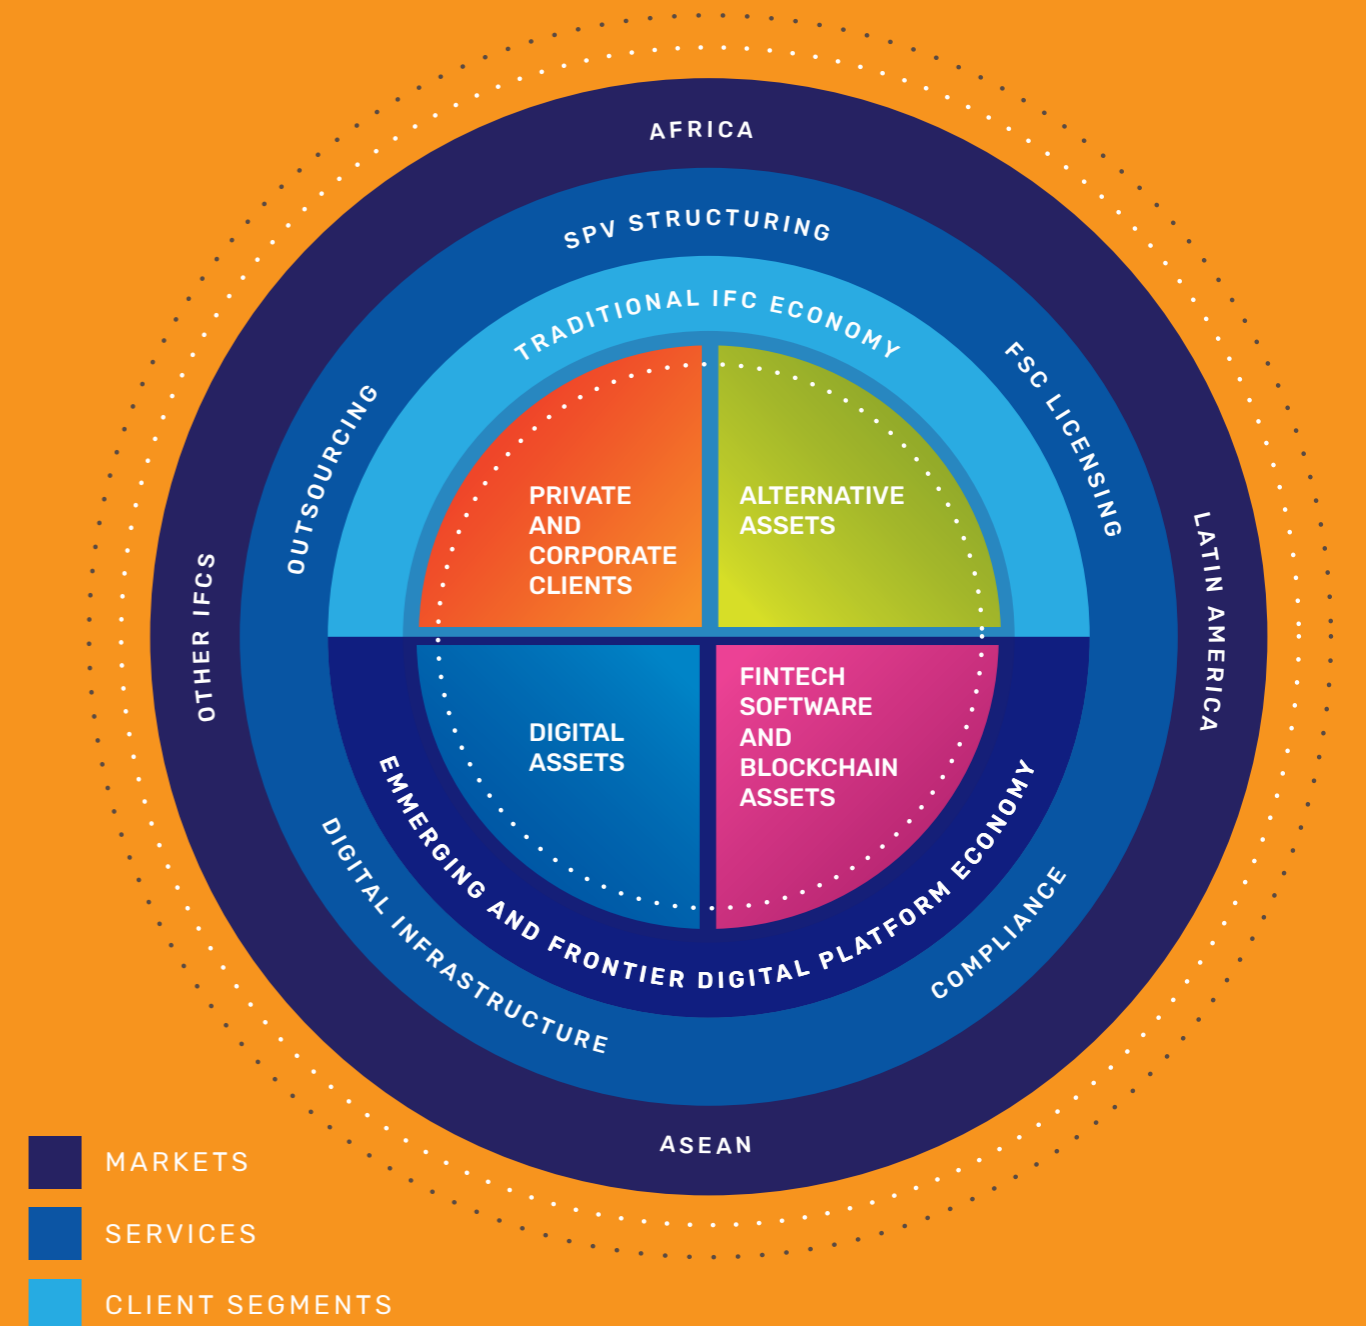 AFRICA
SPV STRUCTURING
TRADITIONAL IFC ECONOMY
FSC LICENSING
OUTSOURCING
OTHER IFCS
LATIN AMERICA
PRIVATE
AND
CORPORATE
CLIENTS
ALTERNATIVE
ASSETS
DIGITAL
ASSETS
FINTECH
SOFTWARE
AND
BLOCKCHAIN
ASSETS
EMMERGING AND FRONTIER DIGITAL PLATFORM ECONOMY
DIGITAL INFRASTRUCTURE
COMPLIANCE
ASEAN
MARKETS
SERVICES
CLIENT SEGMENTS